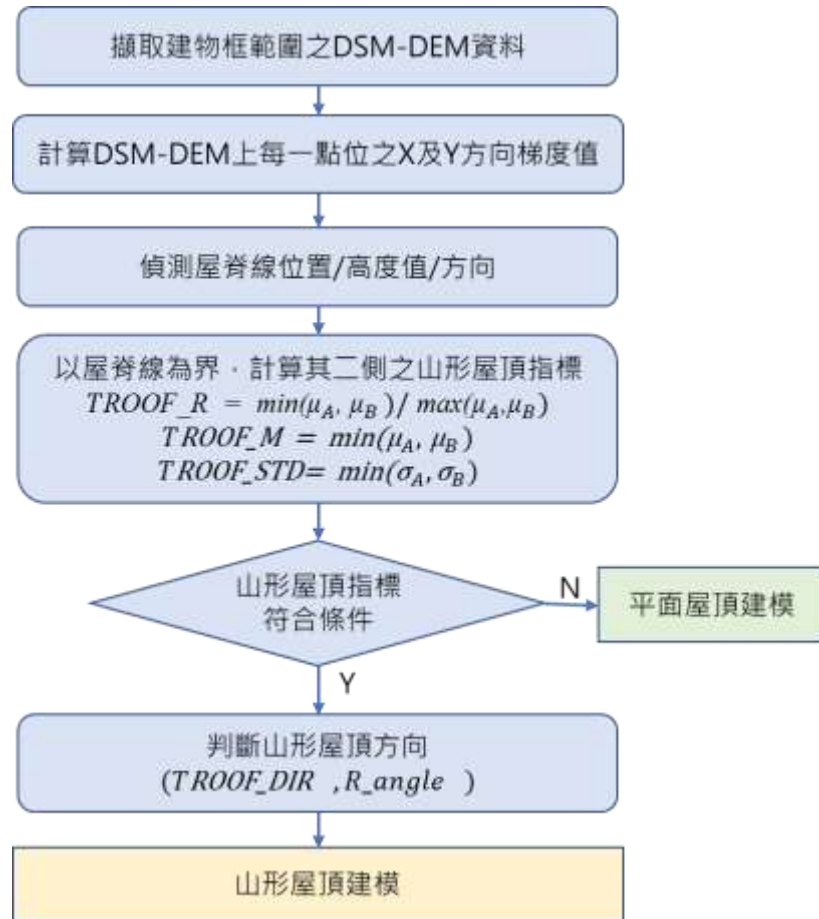 擷取建物框範圍之DSM-DEM資料
計算DSM-DEM上每一點位之X及Y方向梯度值
偵測屋脊線位置/高度值/方向
以屋脊線為界，計算其二側之山形屋頂指標
TROOF_R = min(μA, μB)/ max(μA,μB)
TROOF_M = min(μA, μB)
TROOF_STD= min(σA, σB)
山形屋頂指標
符合條件
N
平面屋頂建模
Y
判斷山形屋頂方向
(TROOF_DIR ,R_angle )
山形屋頂建模